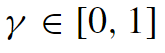 γ ∈ [0, 1]